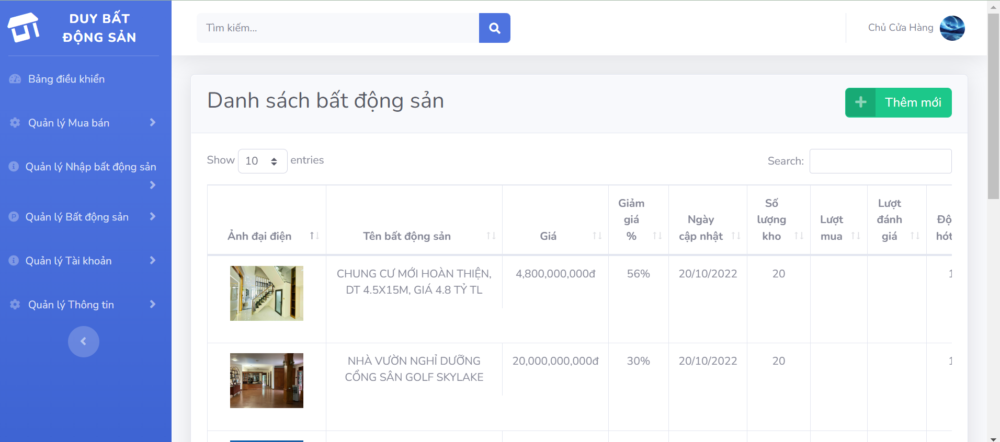 DUY BẤT
ĐỘNG SẢN
Bảng điều khiển
Quản lý Mua bán
Quản lý Nhập bất động sản
Quản lý Bất động sản
Quản lý Tài khoản
Quản lý Thông tin
Tìm kiếm...
Chủ Cửa Hàng
Danh sách bất động sản
Thêm mới
Show 10 entries
Search:
Ảnh đại điện
Tên bất động sản
Giá
Giảm
giá
%
Ngày
cập nhật
Số
lượng
kho
Lượt
mua
Lượt
đánh
giá
Độ
hót
CHUNG CƯ MỚI HOÀN THIỆN,
DT 4.5X15M, GIÁ 4.8 TỶ TL
4,800,000,000đ
56%
20/10/2022
20
1
NHÀ VƯỜN NGHỈ DƯỠNG
CỔNG SÂN GOLF SKYLAKE
20,000,000,000đ
30%
20/10/2022
20
1